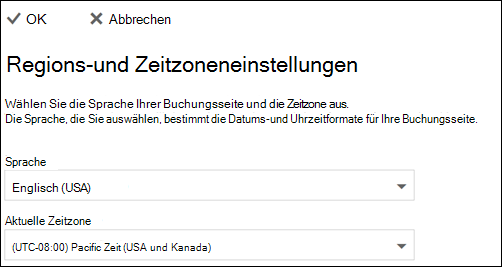 OK Abbrechen
Regions-und Zeitzoneneinstellungen
Wählen Sie die Sprache Ihrer Buchungsseite und die Zeitzone aus.
Die Sprache, die Sie auswählen, bestimmt die Datums-und Uhrzeitformate für Ihre Buchungsseite.
Sprache
Englisch (USA)
Aktuelle Zeitzone
(UTC-08:00) Pacific Zeit (USA und Kanada)